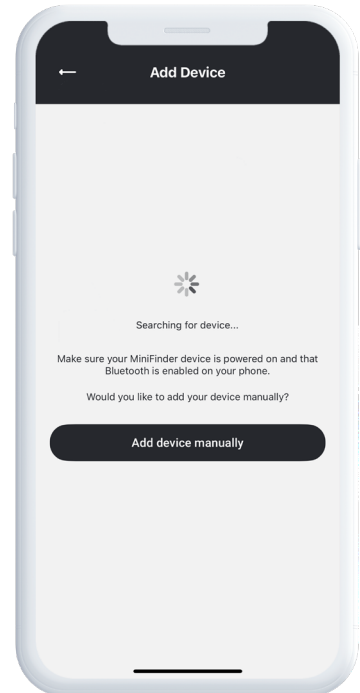 Add Device
Searching for device...
Make sure your MiniFinder device is powered on and that
Bluetooth is enabled on your phone.
Would you like to add your device manually?
Add device manually